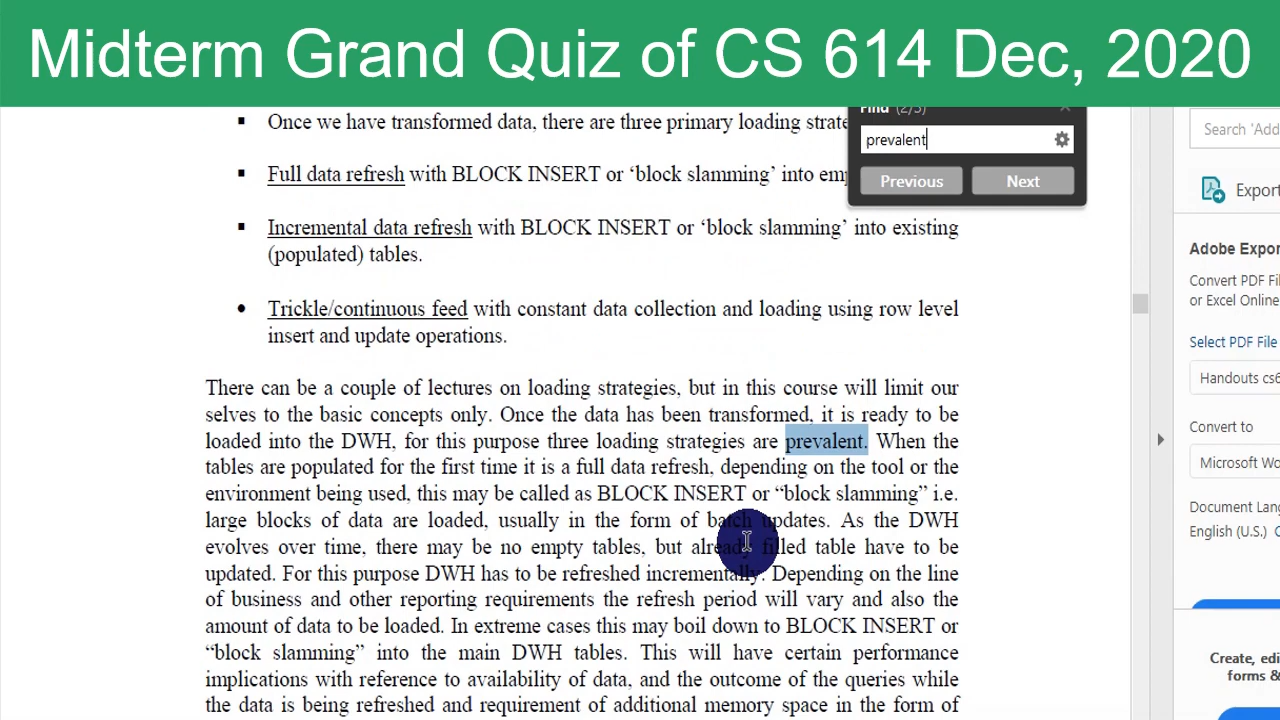 Midterm Grand Quiz of CS 614 Dec, 2020
Find (2/5)
prevalent
Previous Next
Once we have transformed data, there are three primary loading
Full data refresh with BLOCK INSERT or ‘block slamming’ into
Incremental data refresh with BLOCK INSERT or ‘block slamming’ into existing
(populated) tables.
Trickle/continuous feed with constant data collection and loading using row level
insert and update operations.
There can be a couple of lectures on loading strategies, but in this course will limit our
selves to the basic concepts only. Once the data has been transformed, it is ready to be
loaded into the DWH, for this purpose three loading strategies are prevalent. When the
tables are populated for the first time it is a full data refresh, depending on the tool or the
environment being used, this may be called as BLOCK INSERT or “block slamming” i.e.
large blocks of data are loaded, usually in the form of batch updates. As the DWH
evolves over time, there may be no empty tables, but already filled table have to be
updated. For this purpose DWH has to be refreshed incrementally. Depending on the line
of business and other reporting requirements the refresh period will vary and also the
amount of data to be loaded. In extreme cases this may boil down to BLOCK INSERT or
“block slamming” into the main DWH tables. This will have certain performance
implications with reference to availability of data, and the outcome of the queries while
the data is being refreshed and requirement of additional memory space in the form of
Search 'Add
Export
Adobe Expor
Convert PDF Fi
or Excel Online
Select PDF File
Handouts cs6
Convert to
Microsoft Wo
Document Lang
English (U.S.) C
Create, edi
forms &